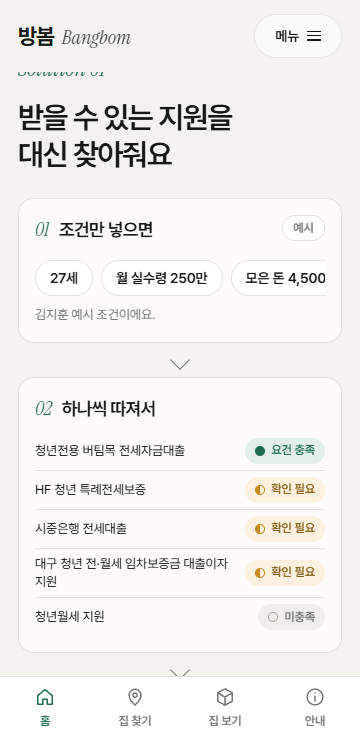 방봄 Bangbom
메뉴
Solution 01
받을 수 있는 지원을
대신 찾아줘요
01 조건만 넣으면
예시
27세
월 실수령 250만
모은 돈 4,500
김지훈 예시 조건이에요.
02 하나씩 따져서
청년전용 버팀목 전세자금대출
요건 충족
HF 청년 특례전세보증
확인 필요
시중은행 전세대출
확인 필요
대구 청년 전·월세 임차보증금 대출이자
지원
확인 필요
청년월세 지원
미충족
홈
집 찾기
집 보기
안내